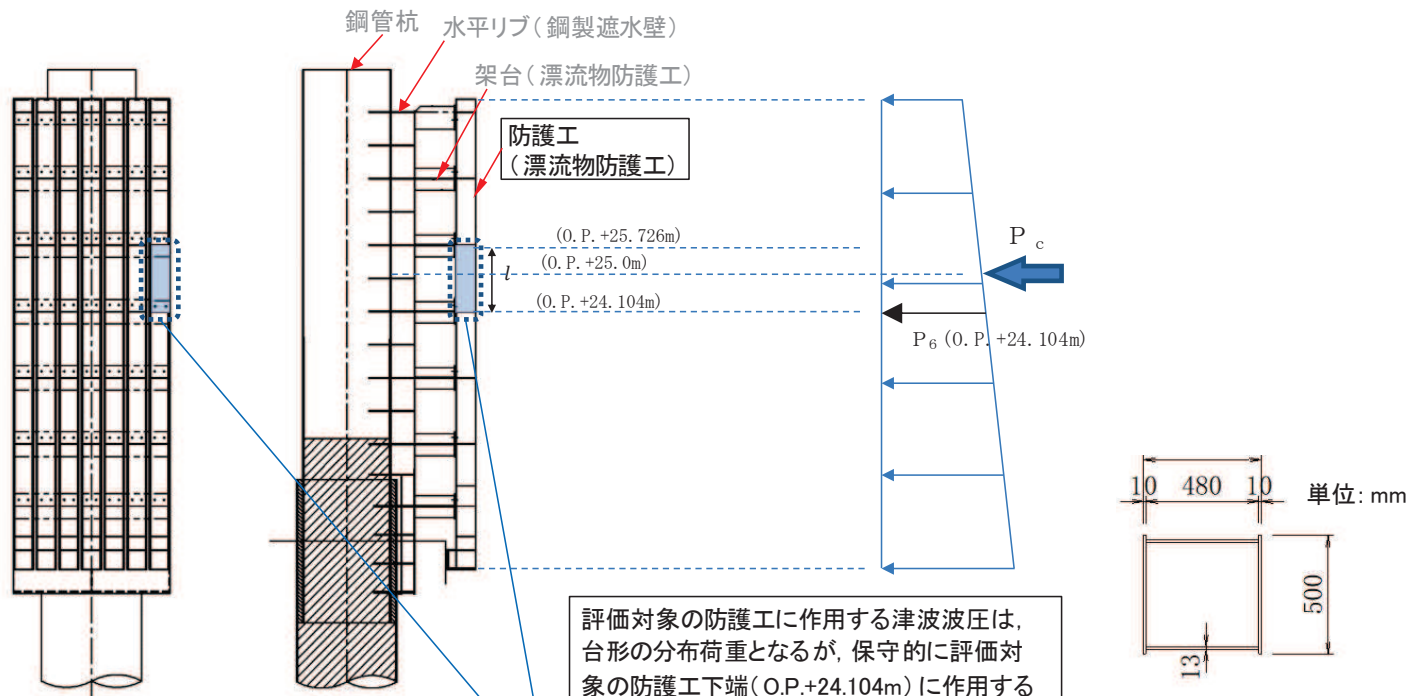 鋼管杭
水平リブ（鋼製遮水壁）
架台（漂流物防護工）
防護工
（漂流物防護工）
(O.P.+25.726m)
(O.P.+25.0m)
l
(O.P.+24.104m)
P c
P₆ (O.P.+24.104m)
10 480 10
単位: mm
500
13
評価対象の防護工に作用する津波波圧は，
台形の分布荷重となるが，保守的に評価対
象の防護工下端（O.P.+24.104m）に作用する